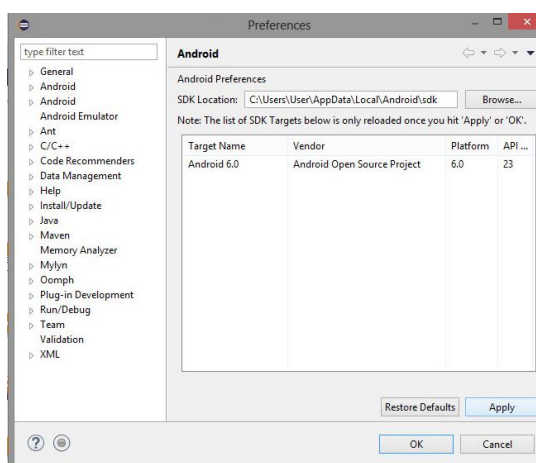 Preferences
type filter text
General
Android
Android
Android Emulator
Ant
C/C++
Code Recommenders
Data Management
Help
Install/Update
Java
Maven
Memory Analyzer
Mylyn
Oomph
Plug-in Development
Run/Debug
Team
Validation
XML
Android
Android Preferences
SDK Location: C:\Users\User\AppData\Local\Android\sdk Browse...
Note: The list of SDK Targets below is only reloaded once you hit 'Apply' or 'OK'.
Target Name Vendor Platform API ...
Android 6.0 Android Open Source Project 6.0 23
Restore Defaults Apply
OK Cancel